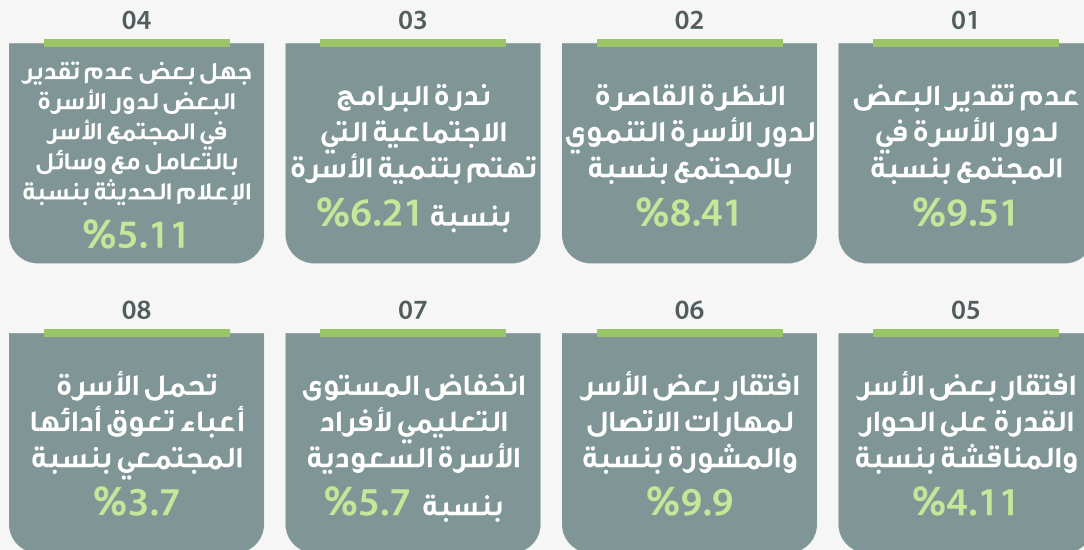 01
عدم تقدير البعض
لدور الأسرة في
المجتمع بنسبة
%9.51
02
النظرة القاصرة
لدور الأسرة التنموي
بالمجتمع بنسبة
%8.41
03
ندرة البرامج
الاجتماعية التي
تهتم بتنمية الأسرة
بنسبة %6.21
04
جهل بعض عدم تقدير
البعض لدور الأسرة
في المجتمع الأسر
بالتعامل مع وسائل
الإعلام الحديثة بنسبة
%5.11
05
افتقار بعض الأسر
القدرة على الحوار
والمناقشة بنسبة
%4.11
06
افتقار بعض الأسر
لمهارات الاتصال
والمشورة بنسبة
%9.9
07
انخفاض المستوى
التعليمي لأفراد
الأسرة السعودية
بنسبة %5.7
08
تحمل الأسرة
أعباء تعوق أدائها
المجتمعي بنسبة
%3.7